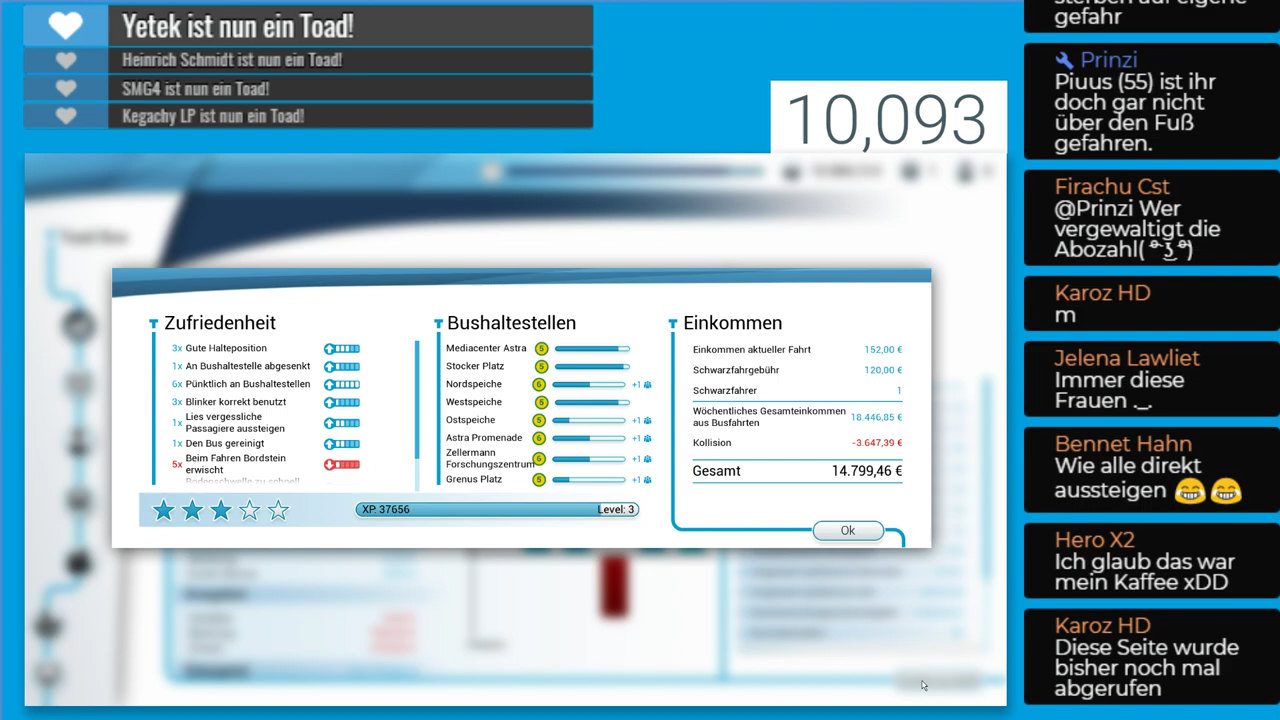 Yetek ist nun ein Toad!
Heinrich Schmidt ist nun ein Toad!
SMG4 ist nun ein Toad!
Kegachy LP ist nun ein Toad!
10,093
Zufriedenheit
3x Gute Halteposition
1x An Bushaltestelle abgesenkt
6x Pünktlich an Bushaltestellen
3x Blinker korrekt benutzt
1x Lies vergessliche
Passagiere aussteigen
1x Den Bus gereinigt
5x Beim Fahren Bordstein
erwischt
Bushaltestellen
Mediacenter Astra 5
Stocker Platz 5
Nordspeiche 6 +1
Westspeiche 5
Ostspeiche 5 +1
Astra Promenade 6 +1
Zellermann
Forschungszentrum 6 +1
Grenus Platz 5 +1
Einkommen
Einkommen aktueller Fahrt 152,00 €
Schwarzfahrgebühr 120,00 €
Schwarzfahrer 1
Wöchentliches Gesamteinkommen
aus Busfahrten 18.446,85 €
Kollision -3.647,39 €
Gesamt 14.799,46 €
XP: 37656 Level: 3
Ok
gefahr
Prinzi
Piuus (55) ist ihr
doch gar nicht
über den Fuß
gefahren.
Firachu Cst
@Prinzi Wer
vergewaltigt die
Abozahl( ͡° ͜ʖ ͡°)
Karoz HD
m
Jelena Lawliet
Immer diese
Frauen ._.
Bennet Hahn
Wie alle direkt
aussteigen 😂 😂
Hero X2
Ich glaub das war
mein Kaffee xDD
Karoz HD
Diese Seite wurde
bisher noch mal
abgerufen